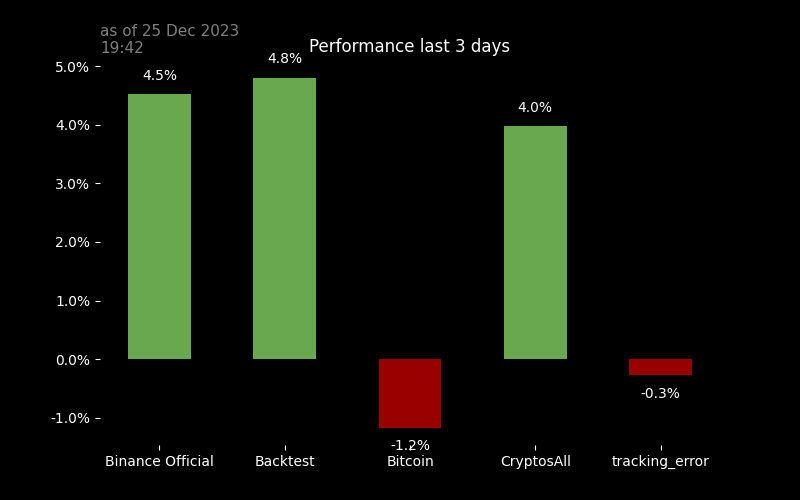 as of 25 Dec 2023
19:42
Performance last 3 days
5.0%
4.0%
3.0%
2.0%
1.0%
0.0%
-1.0%
4.5%
4.8%
-1.2%
4.0%
-0.3%
Binance Official
Backtest
Bitcoin
CryptosAll
tracking_error